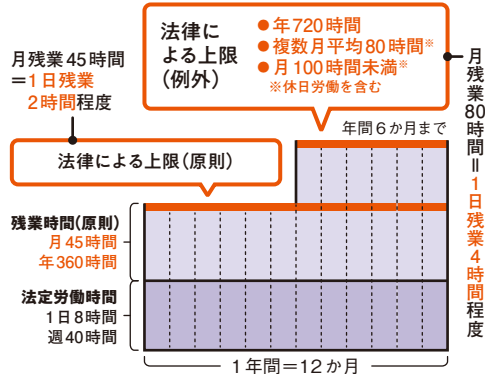 月残業45時間
＝1日残業
2時間程度
法律に
よる上限
（例外）
●年720時間
●複数月平均80時間※
●月100時間未満※
※休日労働を含む
月残業80時間＝1日残業4時間程度
年間6か月まで
法律による上限（原則）
残業時間（原則）
月45時間
年360時間
法定労働時間
1日8時間
週40時間
1年間＝12か月